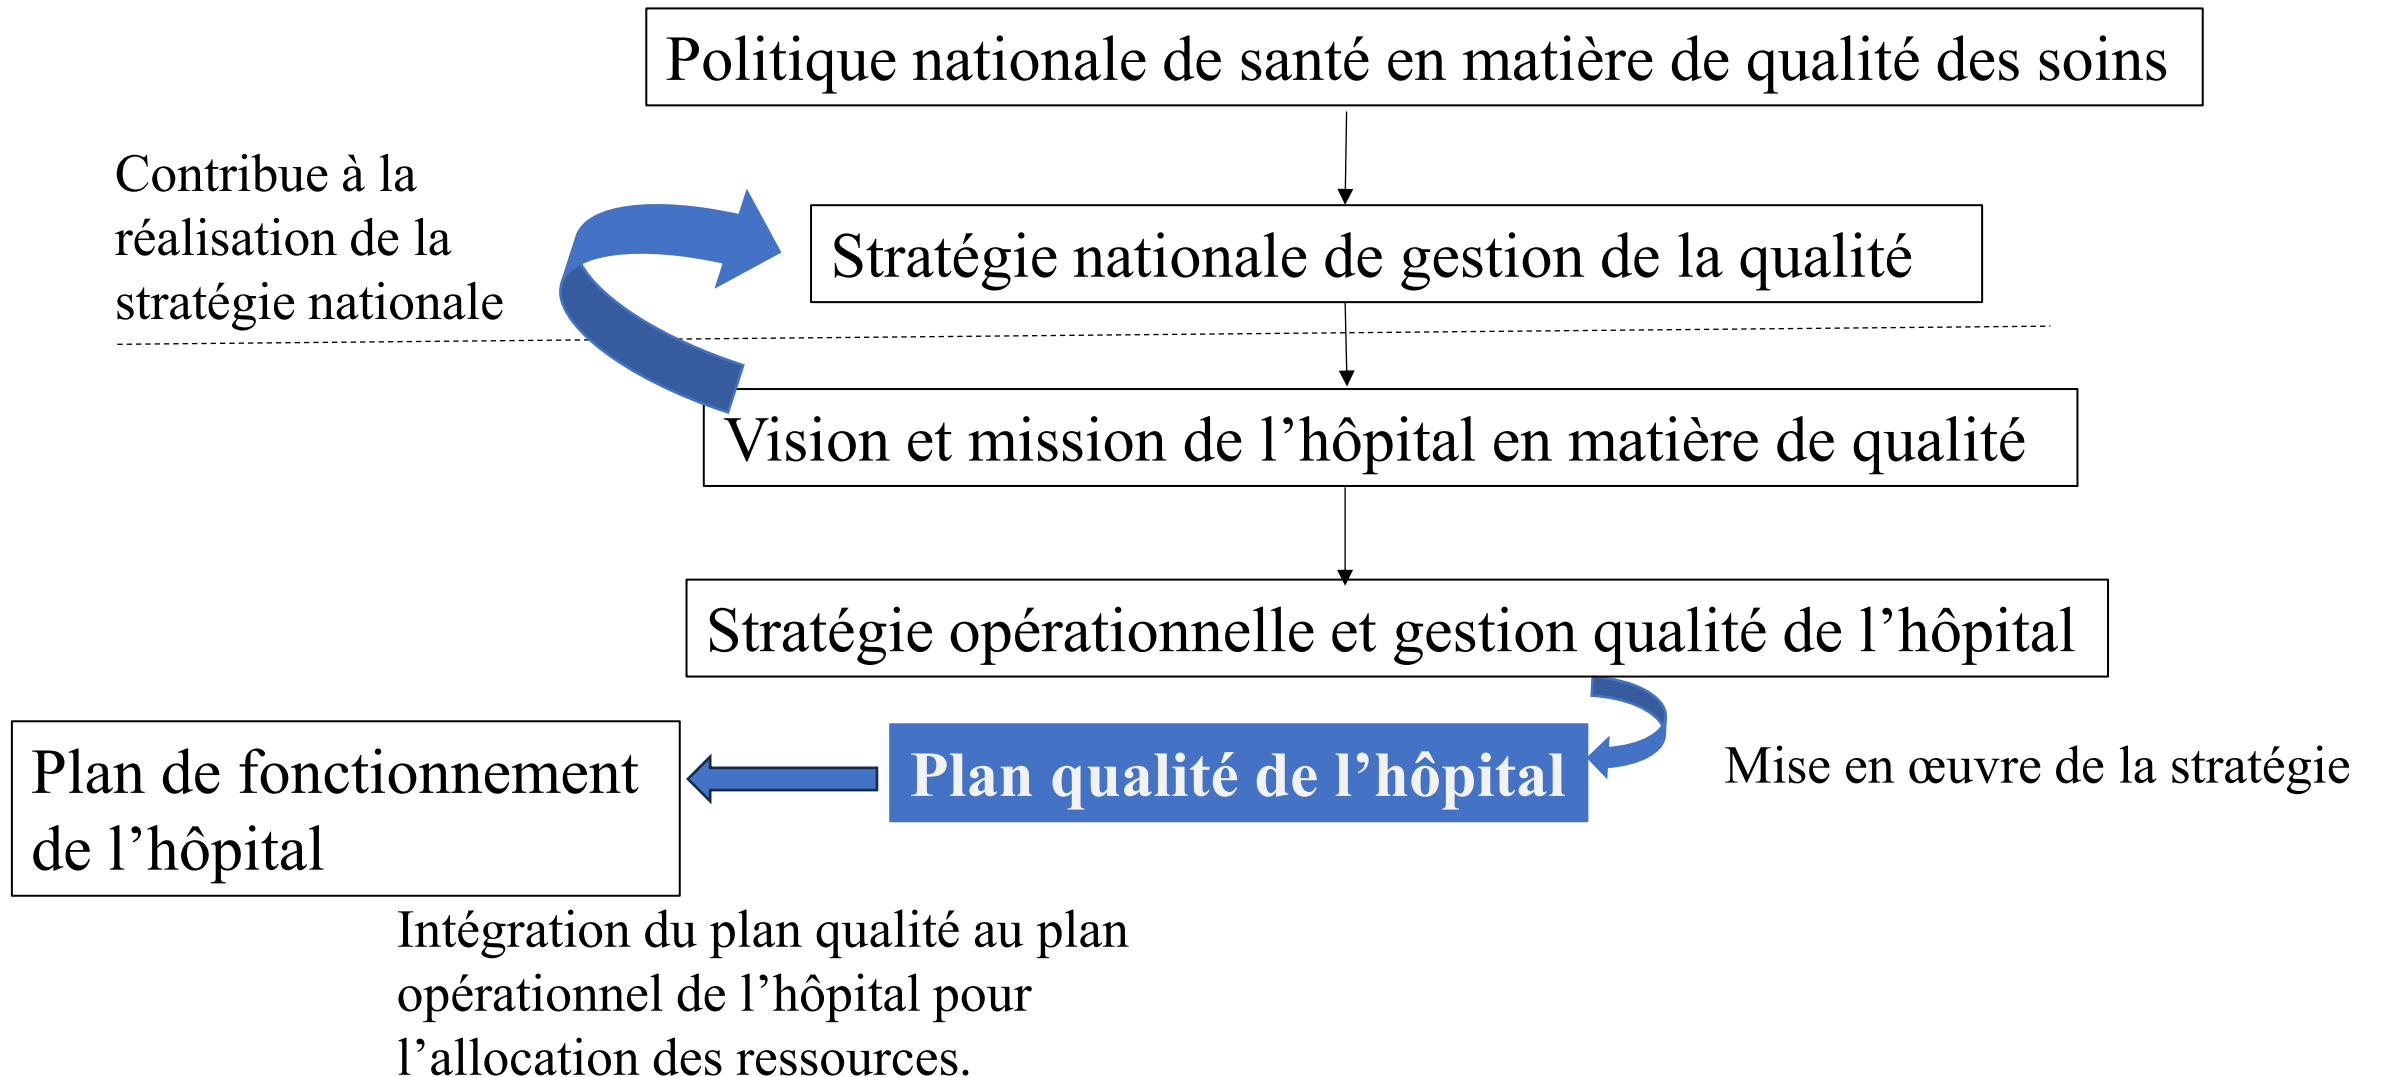 Politique nationale de santé en matière de qualité des soins
Contribue à la
réalisation de la
stratégie nationale
Stratégie nationale de gestion de la qualité
Vision et mission de l’hôpital en matière de qualité
Stratégie opérationnelle et gestion qualité de l’hôpital
Plan de fonctionnement
de l’hôpital
Plan qualité de l’hôpital
Mise en œuvre de la stratégie
Intégration du plan qualité au plan
opérationnel de l’hôpital pour
l’allocation des ressources.